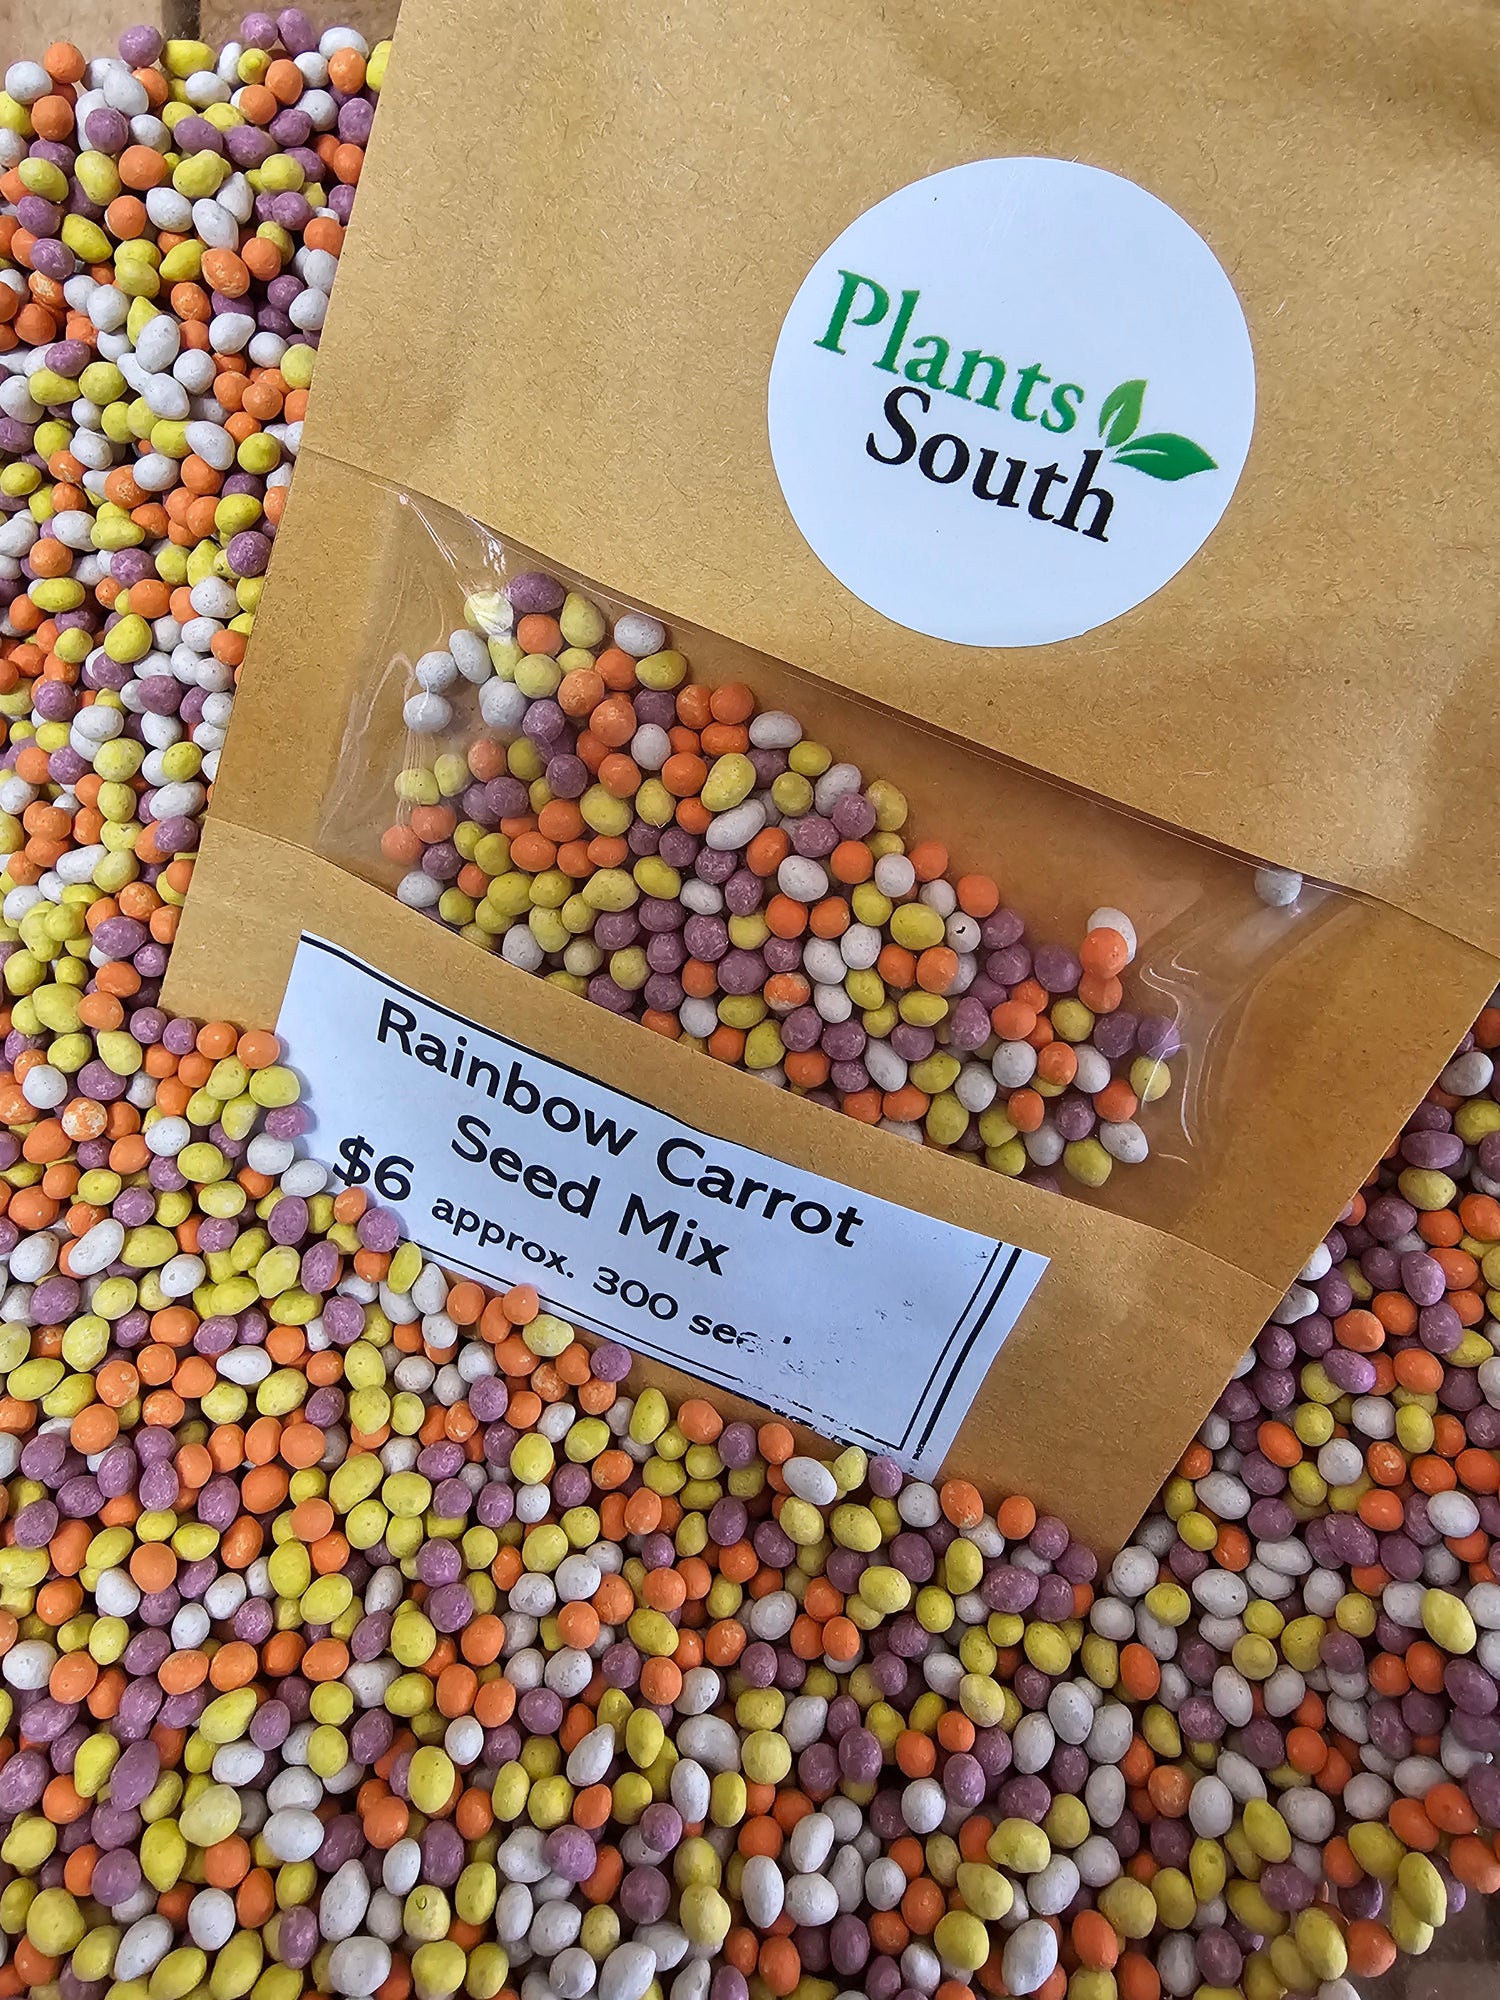 Plants
South
Rainbow Carrot
Seed Mix
$6 approx. 300